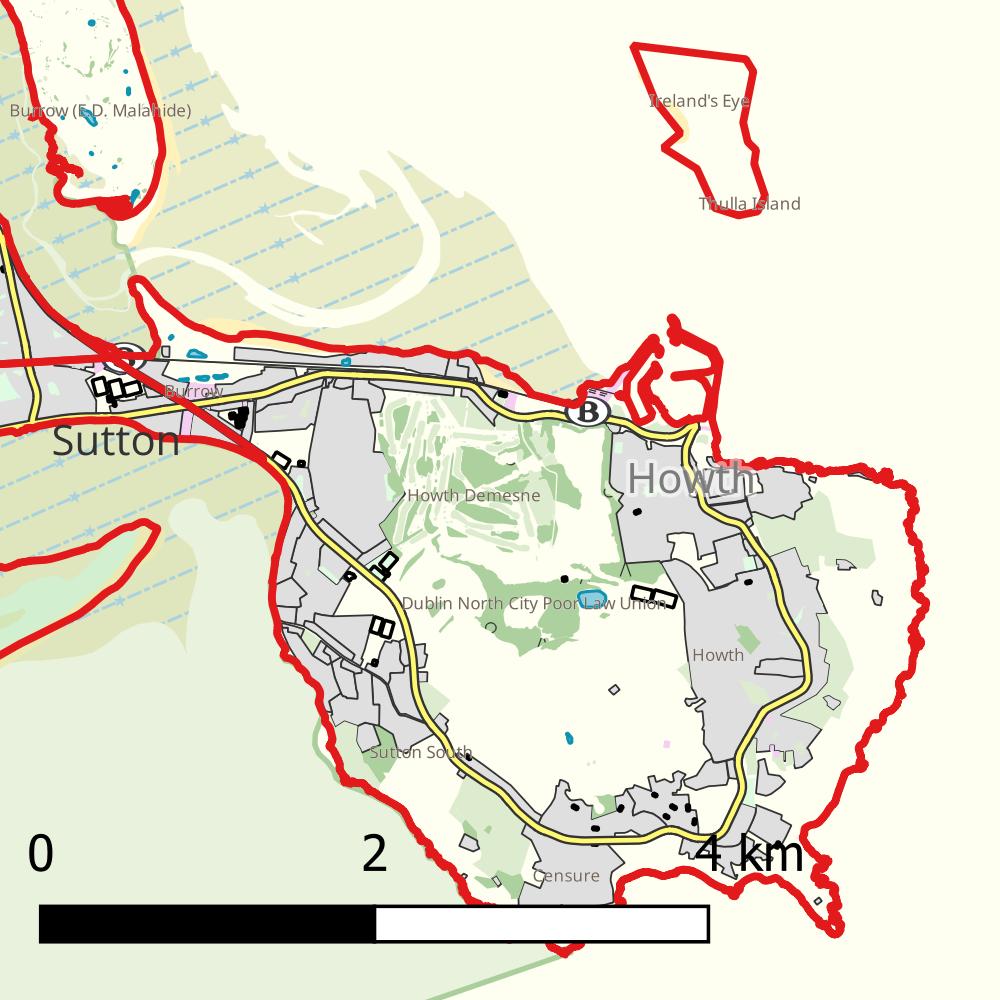 Ireland's Eye
Burrow (E.D. Malahide)
Thulla Island
B
Burrow
B
Sutton
Howth
Howth Demesne
Dublin North City Poor Law Union
Howth
Sutton South
0 2 4 km
Censure